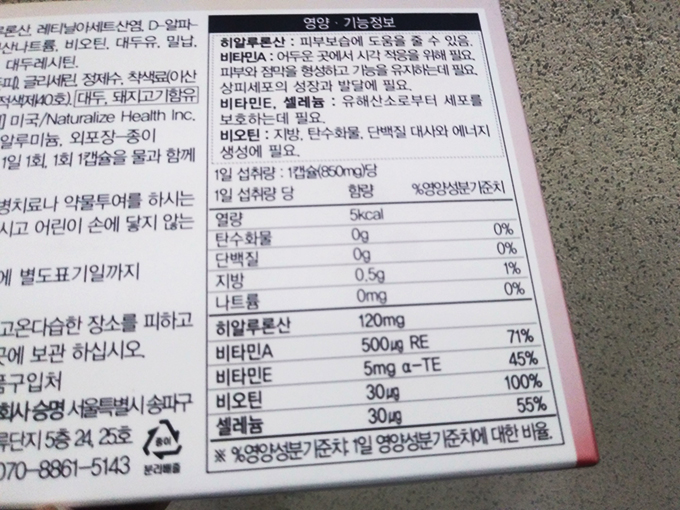 론산, 레티닐아세트산염, D-알파-
산나트륨, 비오틴, 대두유, 밀납,
대두레시틴.
피], 글리세린, 정제수, 착색료(이산
적색제40호). 대두, 돼지고기함유
미국/Naturalize Health Inc.
알루미늄, 외포장-종이
1일 1회, 1회 1캡슐을 물과 함께
병치료나 약물투여를 하시는
시고 어린이 손에 닿지 않는
에 별도표기일까지
고온다습한 장소를 피하고
곳에 보관 하십시오.
품구입처
회사 승명 서울특별시 송파구
류단지 5층 24, 25호
070-8861-5143
종이
분리배출
영양·기능정보
히알루론산 : 피부보습에 도움을 줄 수 있음.
비타민A : 어두운 곳에서 시각 적응을 위해 필요.
피부와 점막을 형성하고 기능을 유지하는데 필요.
상피세포의 성장과 발달에 필요.
비타민E, 셀레늄 : 유해산소로부터 세포를
보호하는데 필요.
비오틴 : 지방, 탄수화물, 단백질 대사와 에너지
생성에 필요.
1일 섭취량 : 1캡슐(850mg)당
1일 섭취량 당 함량 %영양성분기준치
열량 5kcal
탄수화물 0g 0%
단백질 0g 0%
지방 0.5g 1%
나트륨 0mg 0%
히알루론산 120mg
비타민A 500㎍ RE 71%
비타민E 5mg α-TE 45%
비오틴 30㎍ 100%
셀레늄 30㎍ 55%
※ %영양성분기준치: 1일 영양성분기준치에 대한 비율.